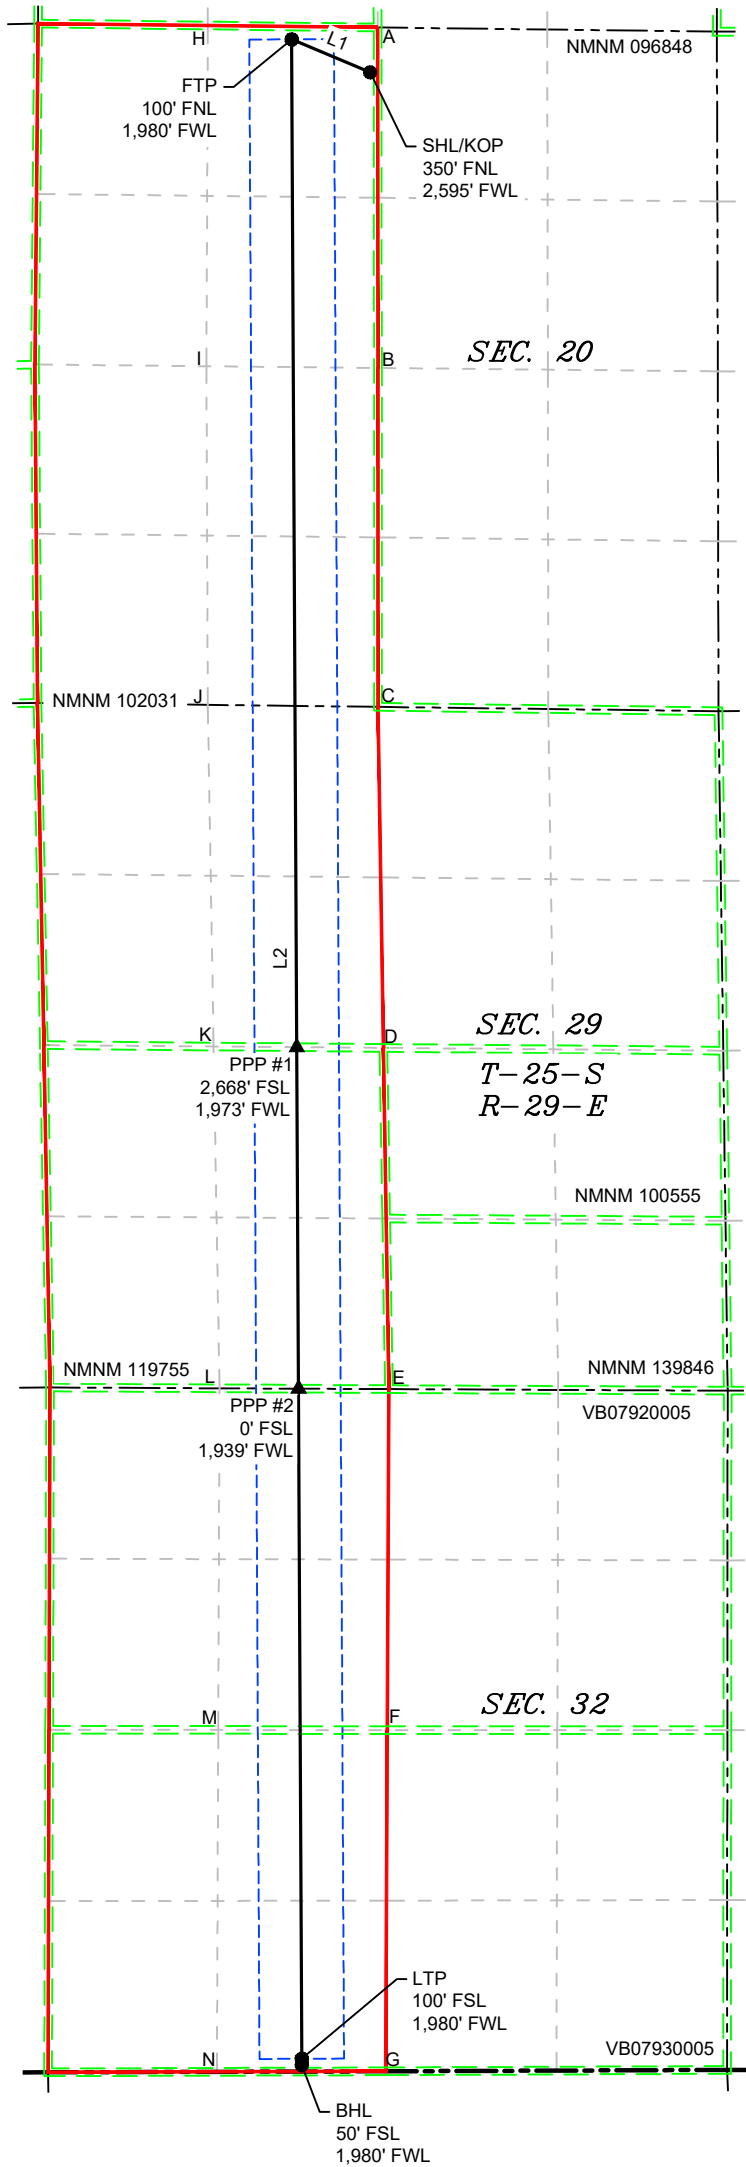 H
L1
A
NMNM 096848
FTP
100' FNL
1,980' FWL
SHL/KOP
350' FNL
2,595' FWL
I
B
SEC. 20
NMNM 102031
J
C
L2
K
D
SEC. 29
T-25-S
R-29-E
PPP #1
2,668' FSL
1,973' FWL
NMNM 100555
NMNM 119755
L
E
NMNM 139846
VB07920005
PPP #2
0' FSL
1,939' FWL
M
F
SEC. 32
LTP
100' FSL
1,980' FWL
N
G
VB07930005
BHL
50' FSL
1,980' FWL